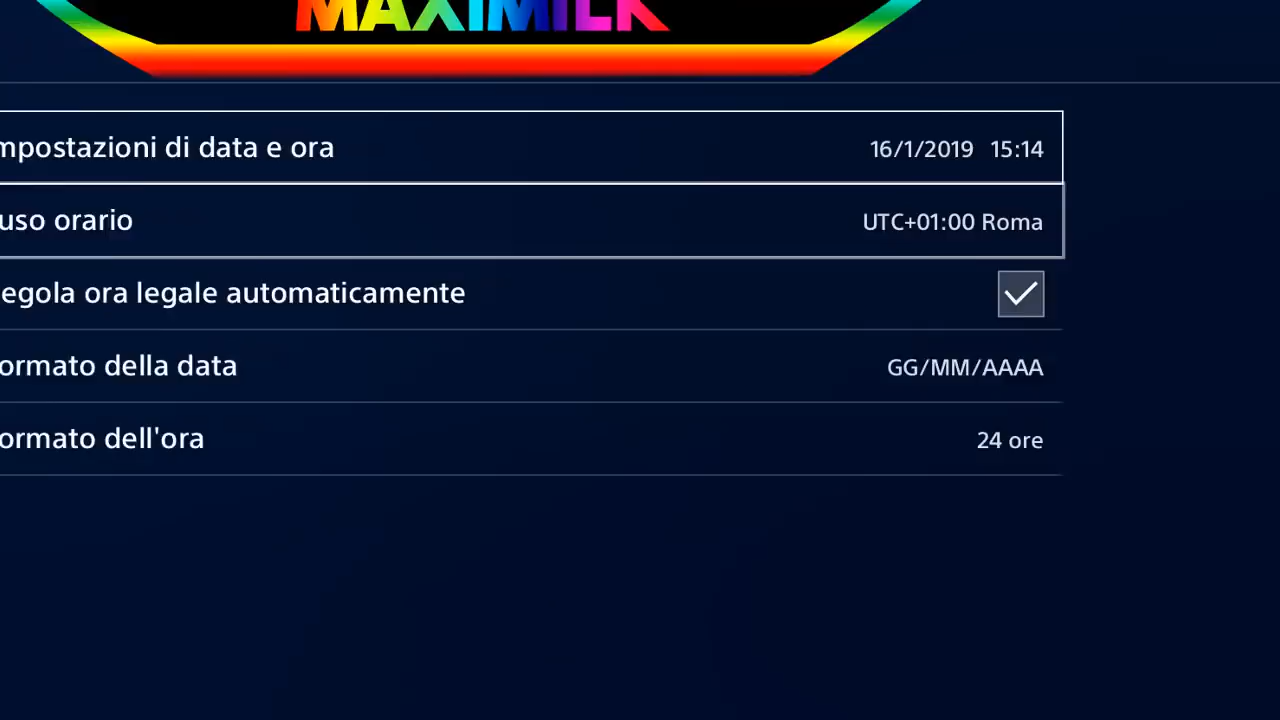 MAXIMILK
mpostazioni di data e ora 16/1/2019 15:14
uso orario UTC+01:00 Roma
egola ora legale automaticamente
ormato della data GG/MM/AAAA
ormato dell'ora 24 ore